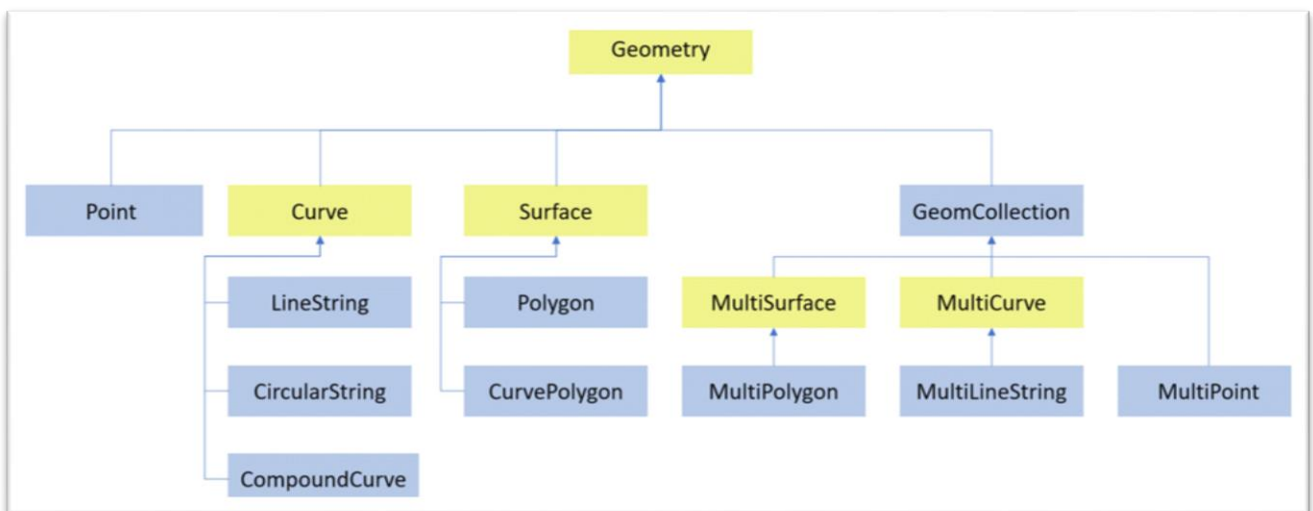 Geometry
Point
Curve
Surface
GeomCollection
LineString
Polygon
MultiSurface
MultiCurve
CircularString
CurvePolygon
MultiPolygon
MultiLineString
MultiPoint
CompoundCurve